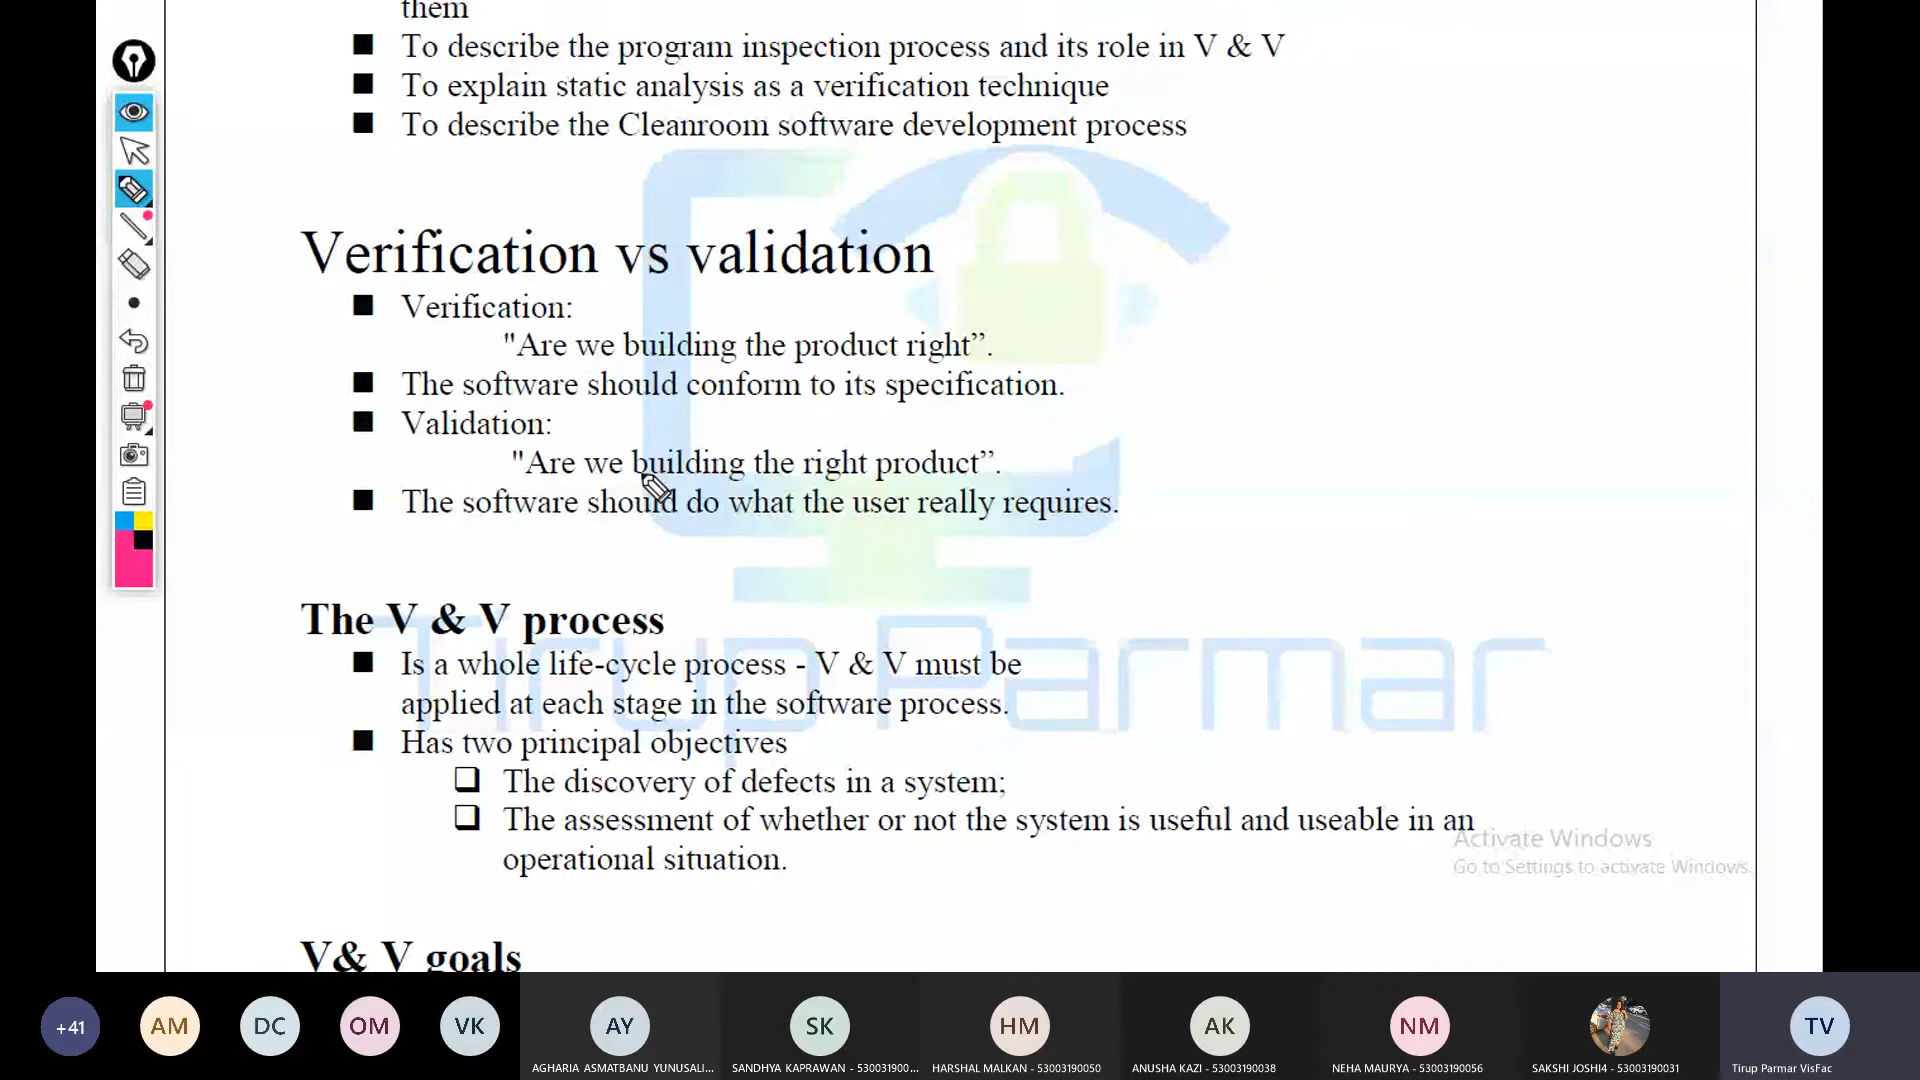 them
■ To describe the program inspection process and its role in V & V
■ To explain static analysis as a verification technique
■ To describe the Cleanroom software development process
Verification vs validation
■ Verification:
"Are we building the product right”.
■ The software should conform to its specification.
■ Validation:
"Are we building the right product”.
■ The software should do what the user really requires.
The V & V process
■ Is a whole life-cycle process - V & V must be
applied at each stage in the software process.
■ Has two principal objectives
❑ The discovery of defects in a system;
❑ The assessment of whether or not the system is useful and useable in an
operational situation.
Tirup Parmar
Activate Windows
Go to Settings to activate Windows.
V& V goals
+41
AM
DC
OM
VK
AY
SK
HM
AK
NM
TV
AGHARIA ASMATBANU YUNUSALI...
SANDHYA KAPRAWAN - 530031900...
HARSHAL MALKAN - 53003190050
ANUSHA KAZI - 53003190038
NEHA MAURYA - 53003190056
SAKSHI JOSHI4 - 53003190031
Tirup Parmar VisFac